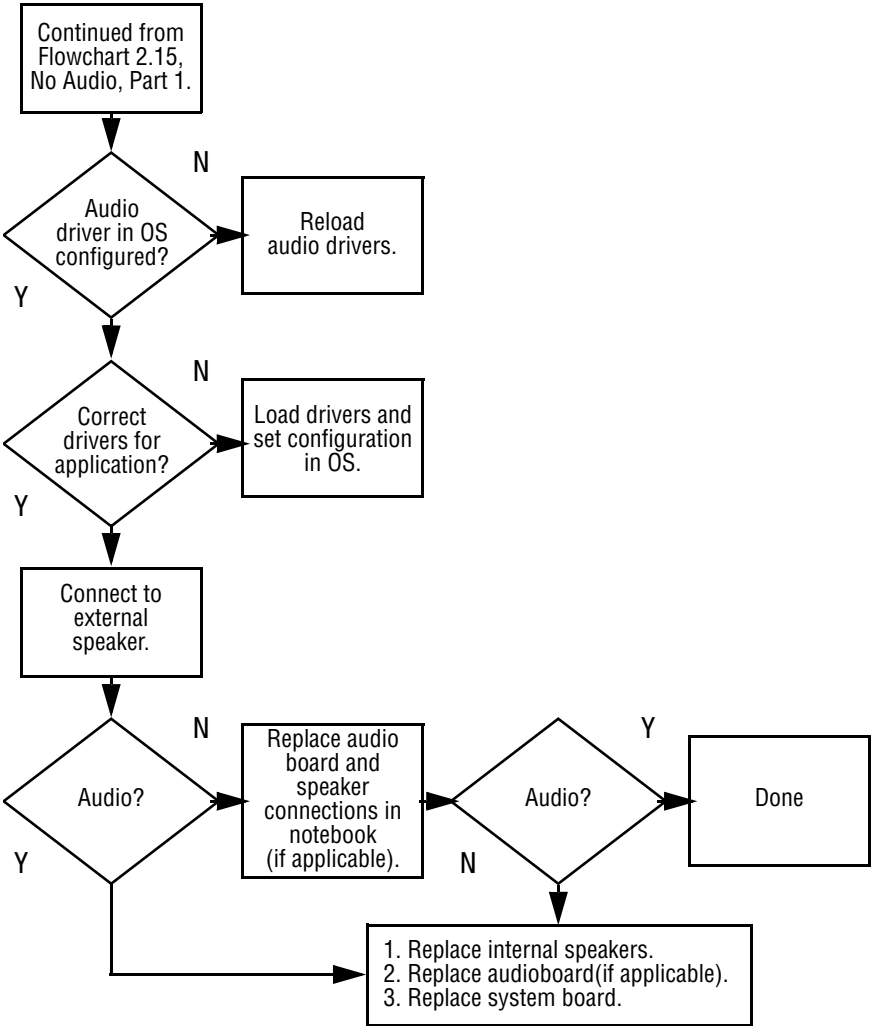 Continued from
Flowchart 2.15,
No Audio, Part 1.
N
Audio
driver in OS
configured?
Reload
audio drivers.
Y
N
Correct
drivers for
application?
Load drivers and
set configuration
in OS.
Y
Connect to
external
speaker.
N
Audio?
Replace audio
board and
speaker
connections in
notebook
(if applicable).
Y
Audio?
Y
Done
N
1. Replace internal speakers.
2. Replace audioboard(if applicable).
3. Replace system board.